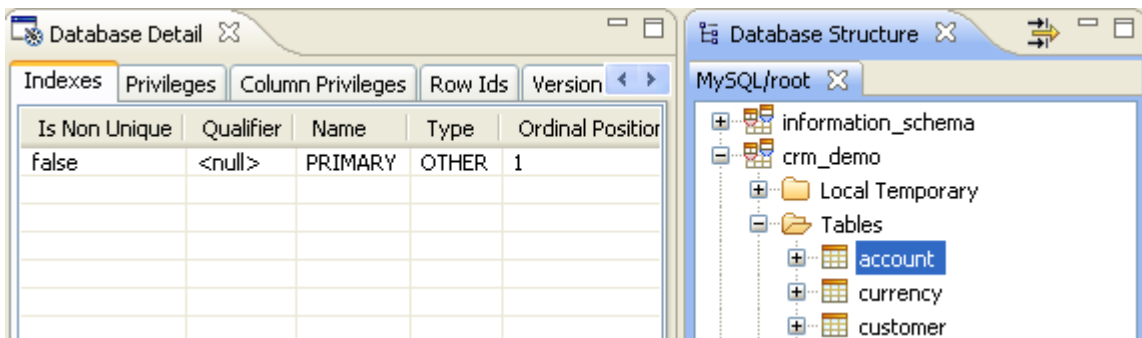 Database Detail
Indexes Privileges Column Privileges Row Ids Version
Is Non Unique Qualifier Name Type Ordinal Position
false <null> PRIMARY OTHER 1
Database Structure
MySQL/root
information_schema
crm_demo
Local Temporary
Tables
account
currency
customer